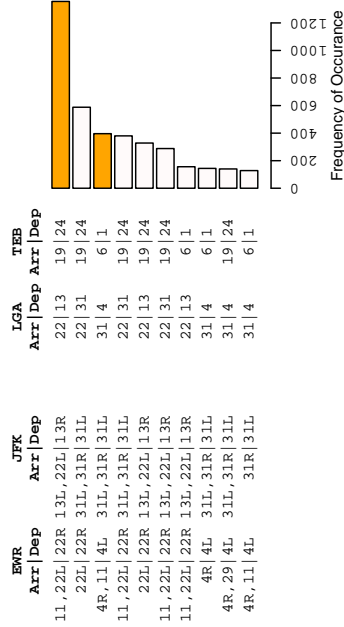 EWR JFK LGA TEB
Arr|Dep Arr|Dep Arr|Dep Arr|Dep
11,22L|22R 13L,22L|13R 22|13 19|24
22L|22R 31L,31R|31L 22|31 19|24
4R,11|4L 31L,31R|31L 31|4 6|1
11,22L|22R 31L,31R|31L 22|31 19|24
22L|22R 13L,22L|13R 22|13 19|24
11,22L|22R 13L,22L|13R 22|31 19|24
11,22L|22R 13L,22L|13R 22|13 6|1
4R|4L 31L,31R|31L 31|4 6|1
4R,29|4L 31L,31R|31L 31|4 19|24
4R,11|4L 31R|31L 31|4 6|1
0 200 400 600 800 1000 1200
Frequency of Occurance